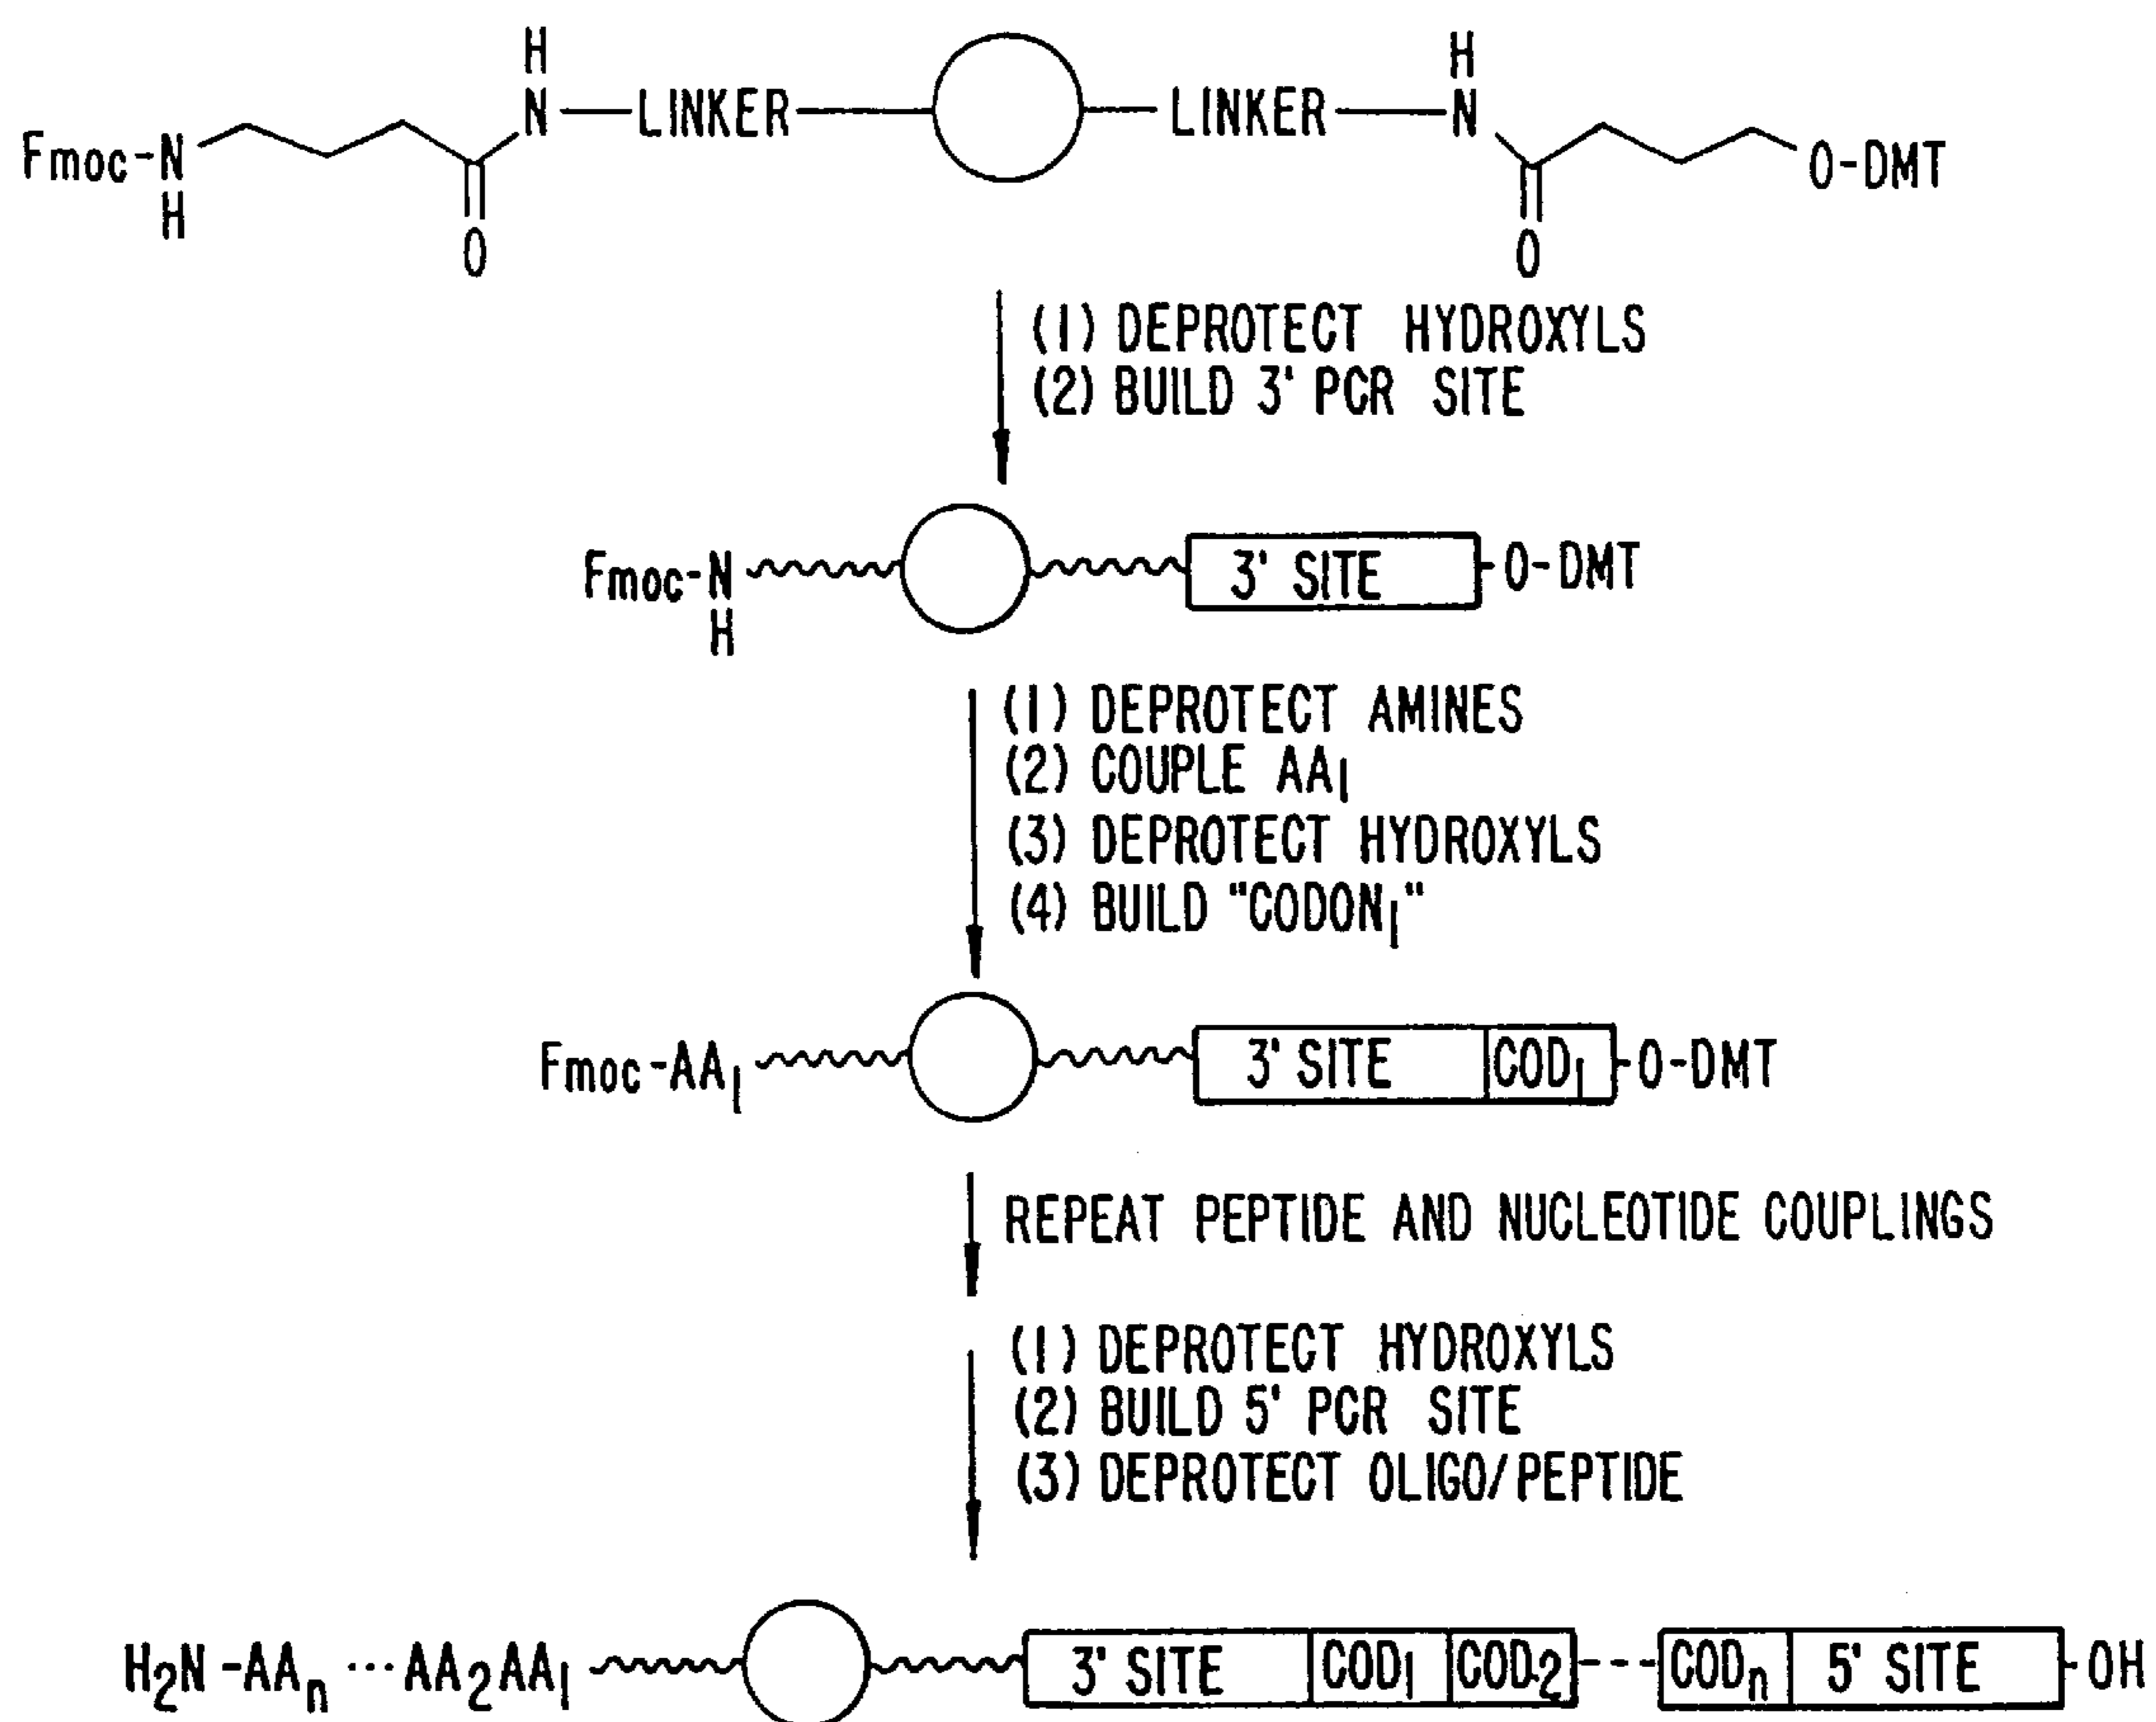 H H
Fmoc-N N LINKER LINKER N O-DMT
H O O
(1) DEPROTECT HYDROXYLS
(2) BUILD 3' PCR SITE
Fmoc-N 3' SITE O-DMT
H
(1) DEPROTECT AMINES
(2) COUPLE AA1
(3) DEPROTECT HYDROXYLS
(4) BUILD "CODON1"
Fmoc-AA1 3' SITE COD1 O-DMT
REPEAT PEPTIDE AND NUCLEOTIDE COUPLINGS
(1) DEPROTECT HYDROXYLS
(2) BUILD 5' PCR SITE
(3) DEPROTECT OLIGO/PEPTIDE
H2N-AAn ··· AA2AA1 3' SITE COD1 COD2 --- CODn 5' SITE OH